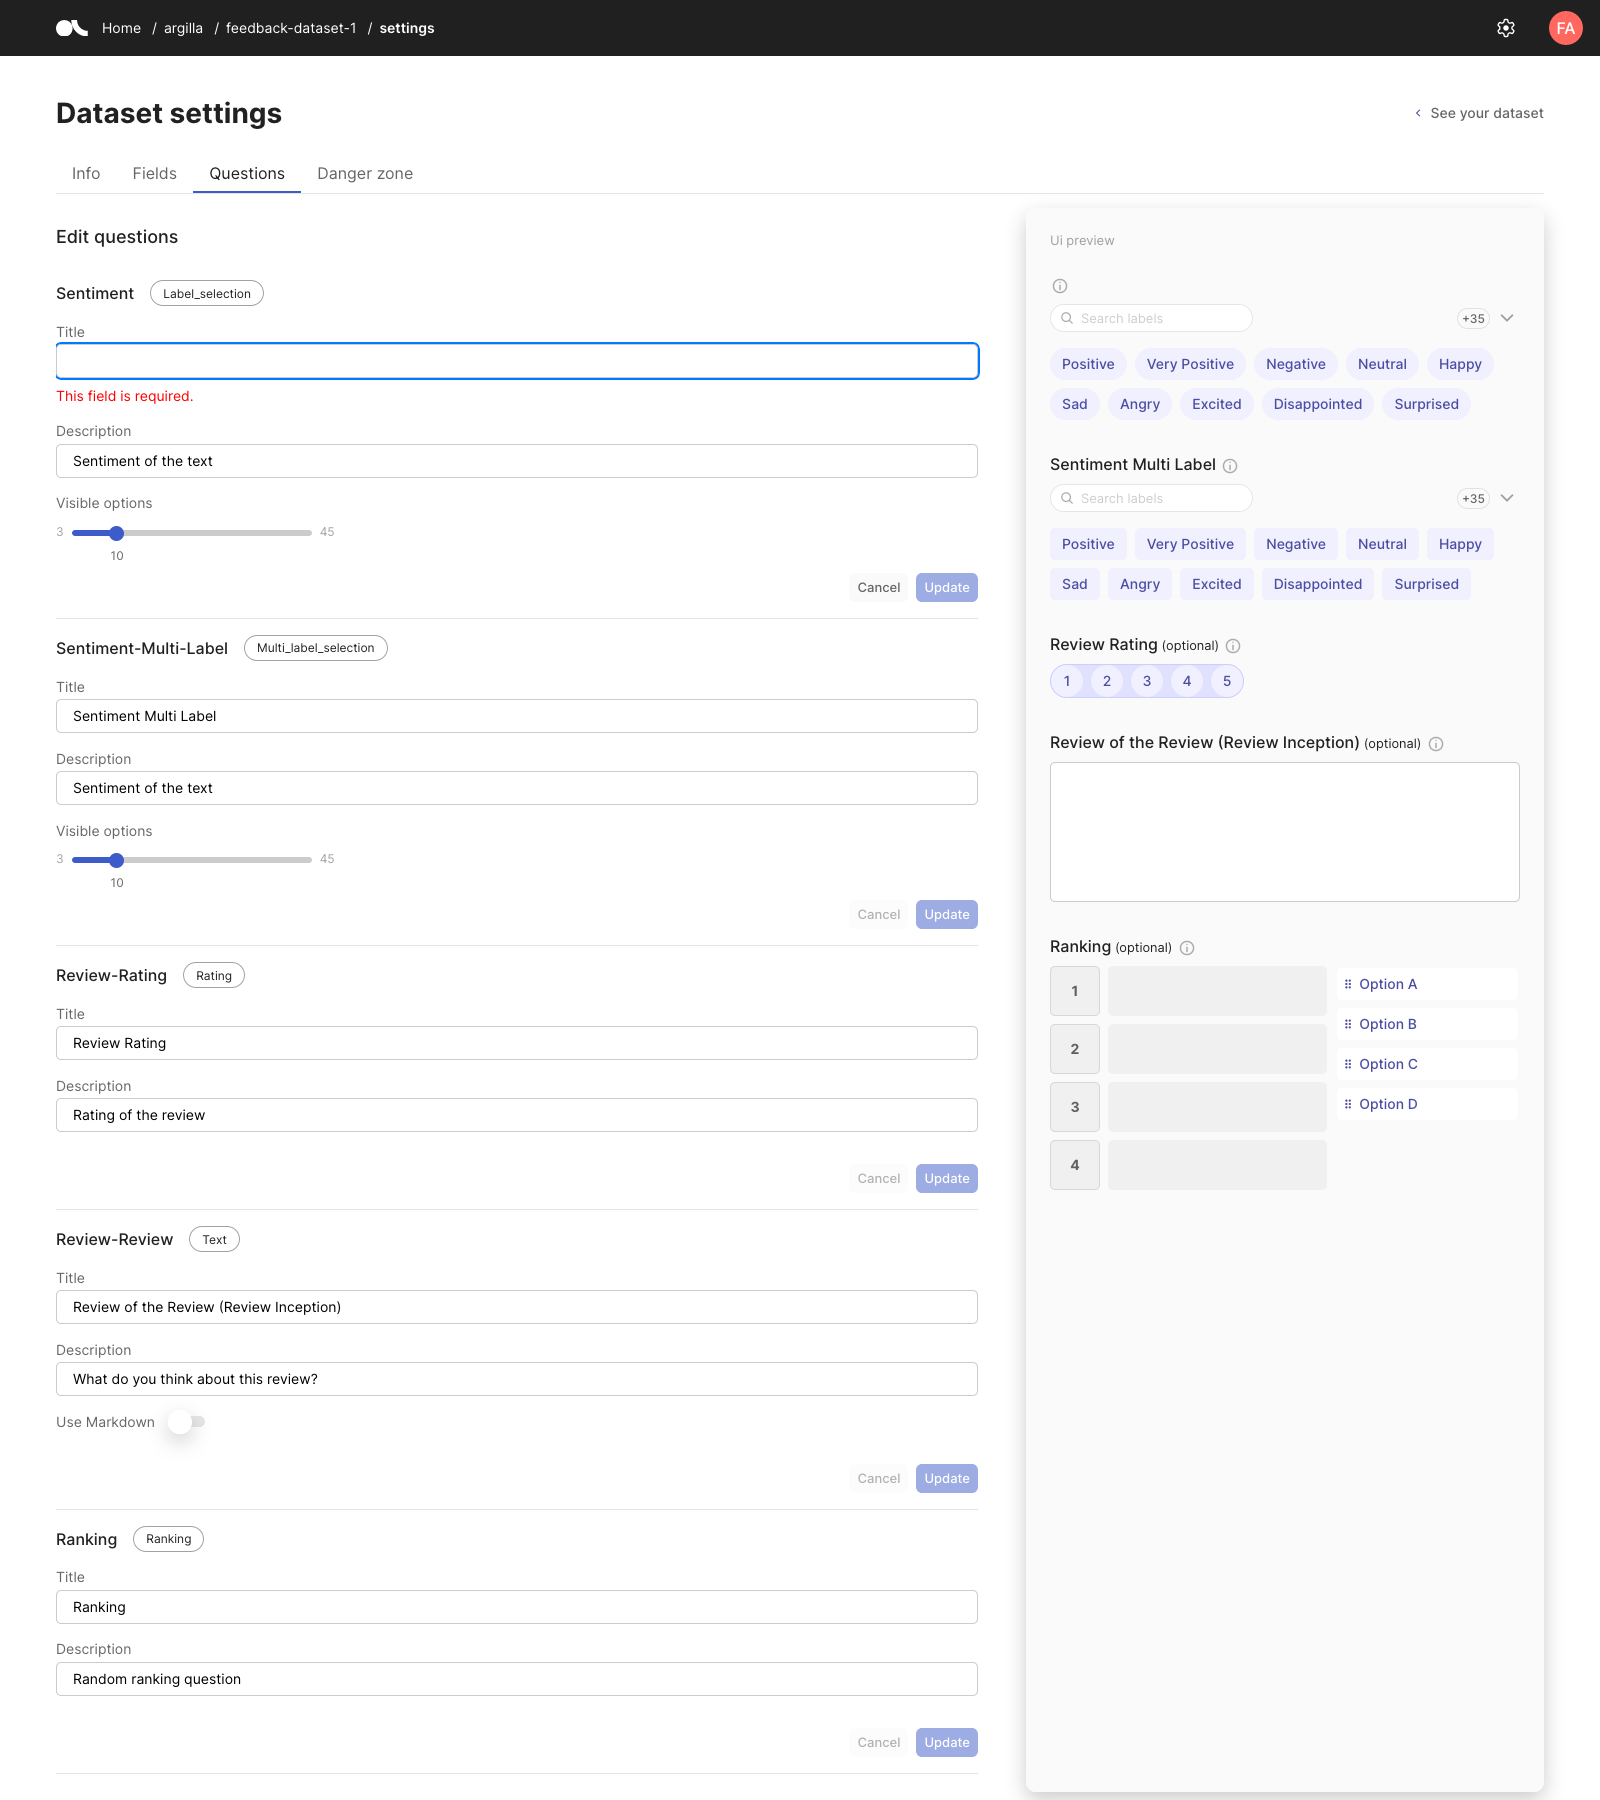 Home / argilla / feedback-dataset-1 / settings
FA
Dataset settings
See your dataset
Info Fields Questions Danger zone
Edit questions
Sentiment Label_selection
Title
This field is required.
Description
Sentiment of the text
Visible options
3 45
10
Cancel Update
Sentiment-Multi-Label Multi_label_selection
Title
Sentiment Multi Label
Description
Sentiment of the text
Visible options
3 45
10
Cancel Update
Review-Rating Rating
Title
Review Rating
Description
Rating of the review
Cancel Update
Review-Review Text
Title
Review of the Review (Review Inception)
Description
What do you think about this review?
Use Markdown
Cancel Update
Ranking Ranking
Title
Ranking
Description
Random ranking question
Cancel Update
Ui preview
Search labels +35
Positive Very Positive Negative Neutral Happy
Sad Angry Excited Disappointed Surprised
Sentiment Multi Label
Search labels +35
Positive Very Positive Negative Neutral Happy
Sad Angry Excited Disappointed Surprised
Review Rating (optional)
1 2 3 4 5
Review of the Review (Review Inception) (optional)
Ranking (optional)
1
2
3
4
Option A
Option B
Option C
Option D